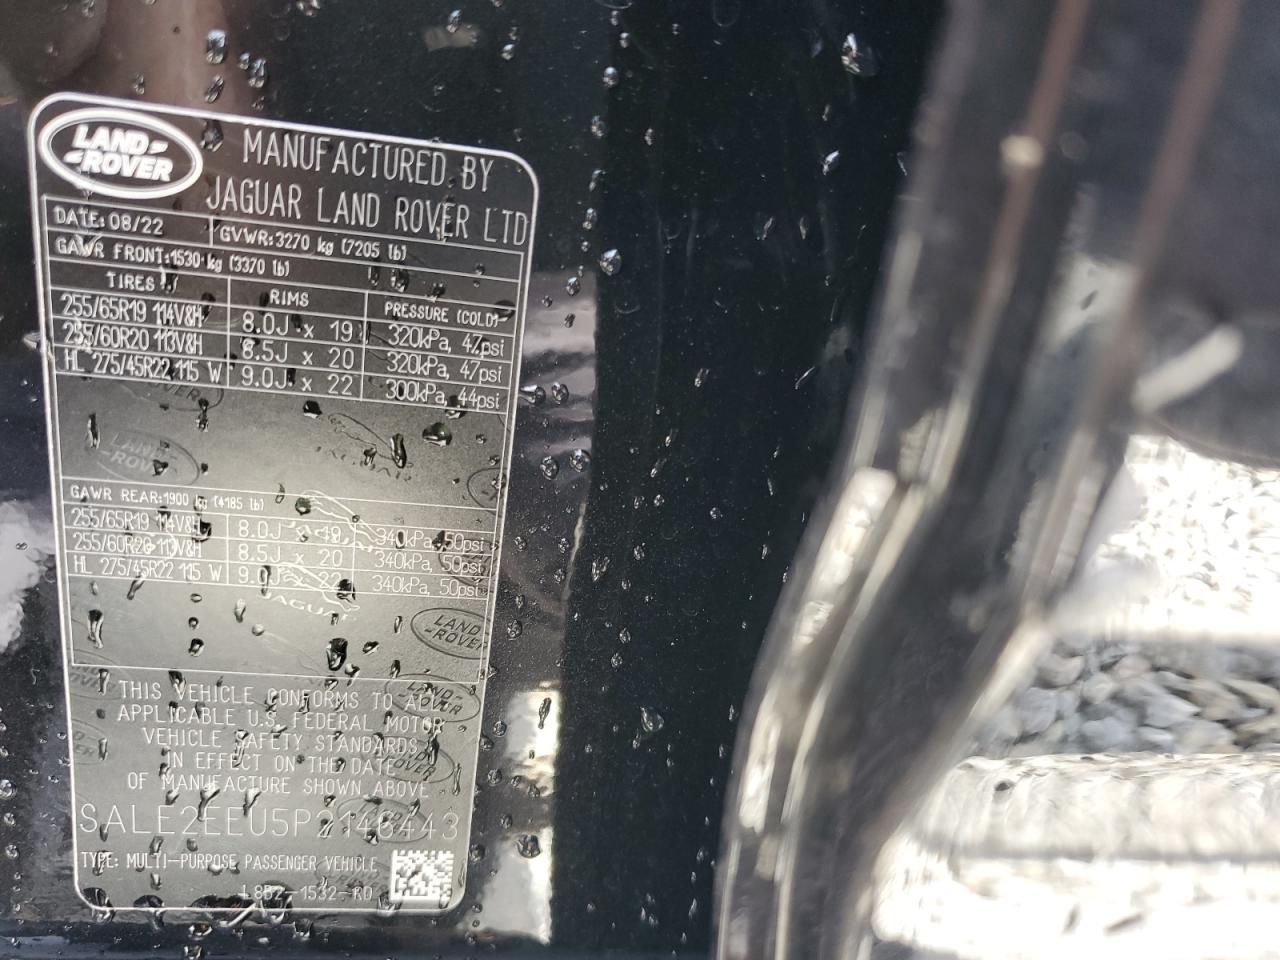 LAND ROVER
MANUFACTURED BY
JAGUAR LAND ROVER LTD
DATE: 08/22 GVWR: 3270 kg (7205 lb)
GAWR FRONT: 1530 kg (3370 lb)
TIRES RIMS PRESSURE (COLD)
255/65R19 114V&H 8.0J x 19 320kPa, 47psi
255/60R20 113V&H 8.5J x 20 320kPa, 47psi
HL 275/45R22 115 W 9.0J x 22 300kPa, 44psi
GAWR REAR: 1900 kg (4185 lb)
255/65R19 114V&H 8.0J x 19 340kPa, 50psi
255/60R20 113V&H 8.5J x 20 340kPa, 50psi
HL 275/45R22 115 W 9.0J x 22 340kPa, 50psi
THIS VEHICLE CONFORMS TO ALL
APPLICABLE U.S. FEDERAL MOTOR
VEHICLE SAFETY STANDARDS
IN EFFECT ON THE DATE
OF MANUFACTURE SHOWN ABOVE
SALE2EEU5P2146443
TYPE: MULTI-PURPOSE PASSENGER VEHICLE